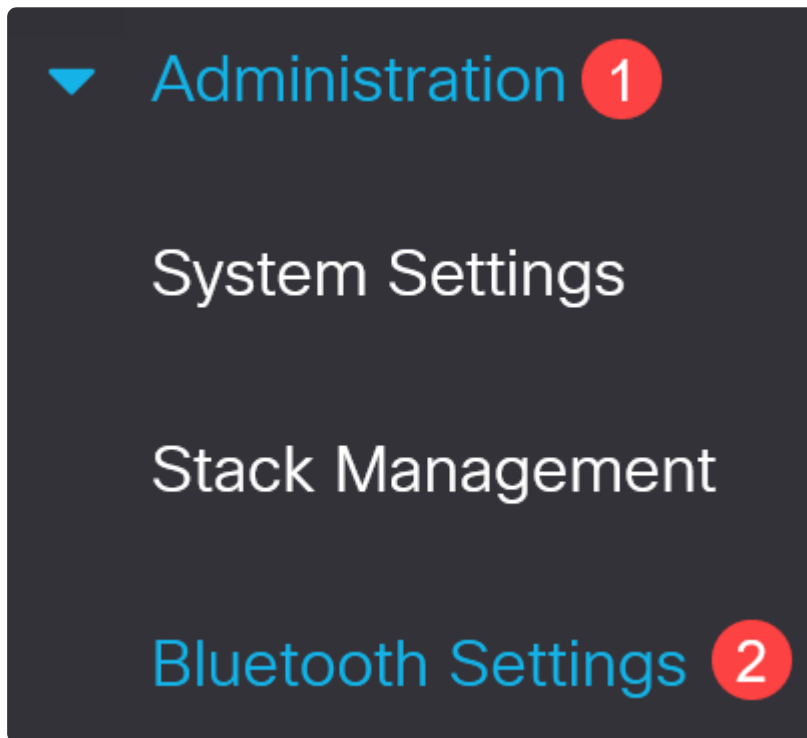 Administration 1
System Settings
Stack Management
Bluetooth Settings 2